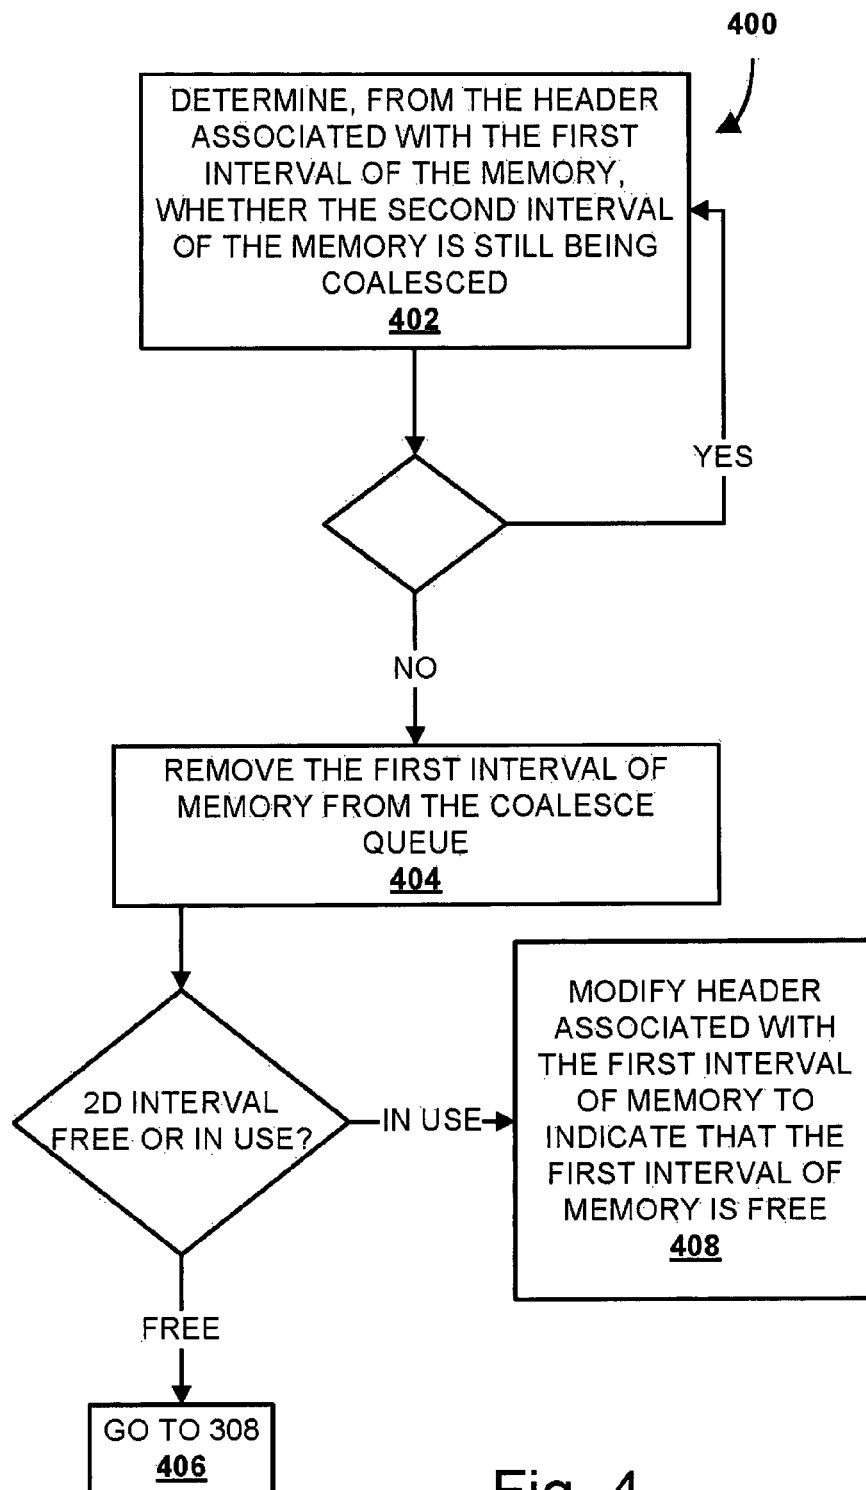 400
DETERMINE, FROM THE HEADER
ASSOCIATED WITH THE FIRST
INTERVAL OF THE MEMORY,
WHETHER THE SECOND INTERVAL
OF THE MEMORY IS STILL BEING
COALESCED
402
YES
NO
REMOVE THE FIRST INTERVAL OF
MEMORY FROM THE COALESCE
QUEUE
404
2D INTERVAL
FREE OR IN USE?
IN USE
MODIFY HEADER
ASSOCIATED WITH
THE FIRST INTERVAL
OF MEMORY TO
INDICATE THAT THE
FIRST INTERVAL OF
MEMORY IS FREE
408
FREE
GO TO 308
406
Fig. 4